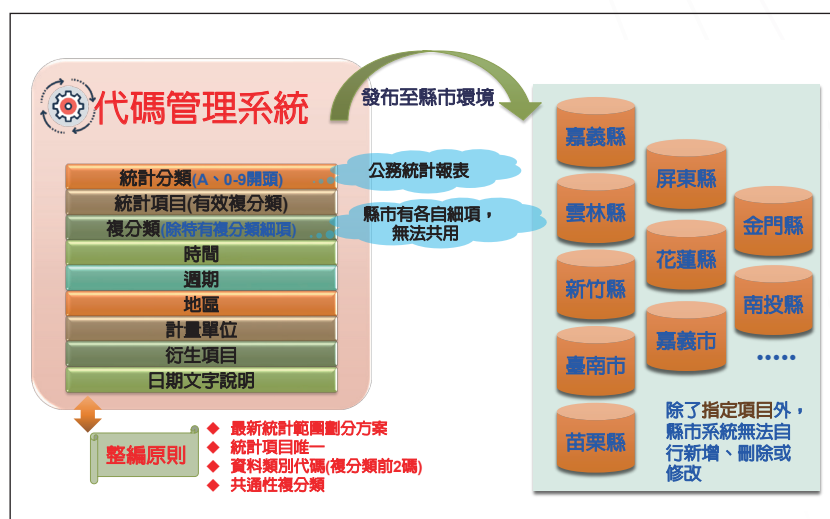 代碼管理系統
發布至縣市環境
統計分類(A、0-9開頭)
統計項目(有效複分類)
複分類(除特有複分類細項)
時間
週期
地區
計量單位
衍生項目
日期文字說明
公務統計報表
縣市有各自細項，
無法共用
整編原則
最新統計範圍劃分方案
統計項目唯一
資料類別代碼(複分類前2碼)
共通性複分類
嘉義縣
雲林縣
新竹縣
臺南市
苗栗縣
屏東縣
花蓮縣
嘉義市
金門縣
南投縣
.....
除了指定項目外，
縣市系統無法自
行新增、刪除或
修改